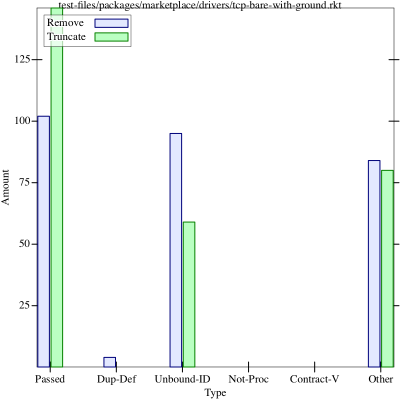 test-files/packages/marketplace/drivers/tcp-bare-with-ground.rkt
Remove
Truncate
125
100
75
50
25
Amount
Passed Dup-Def Unbound-ID Not-Proc Contract-V Other
Type